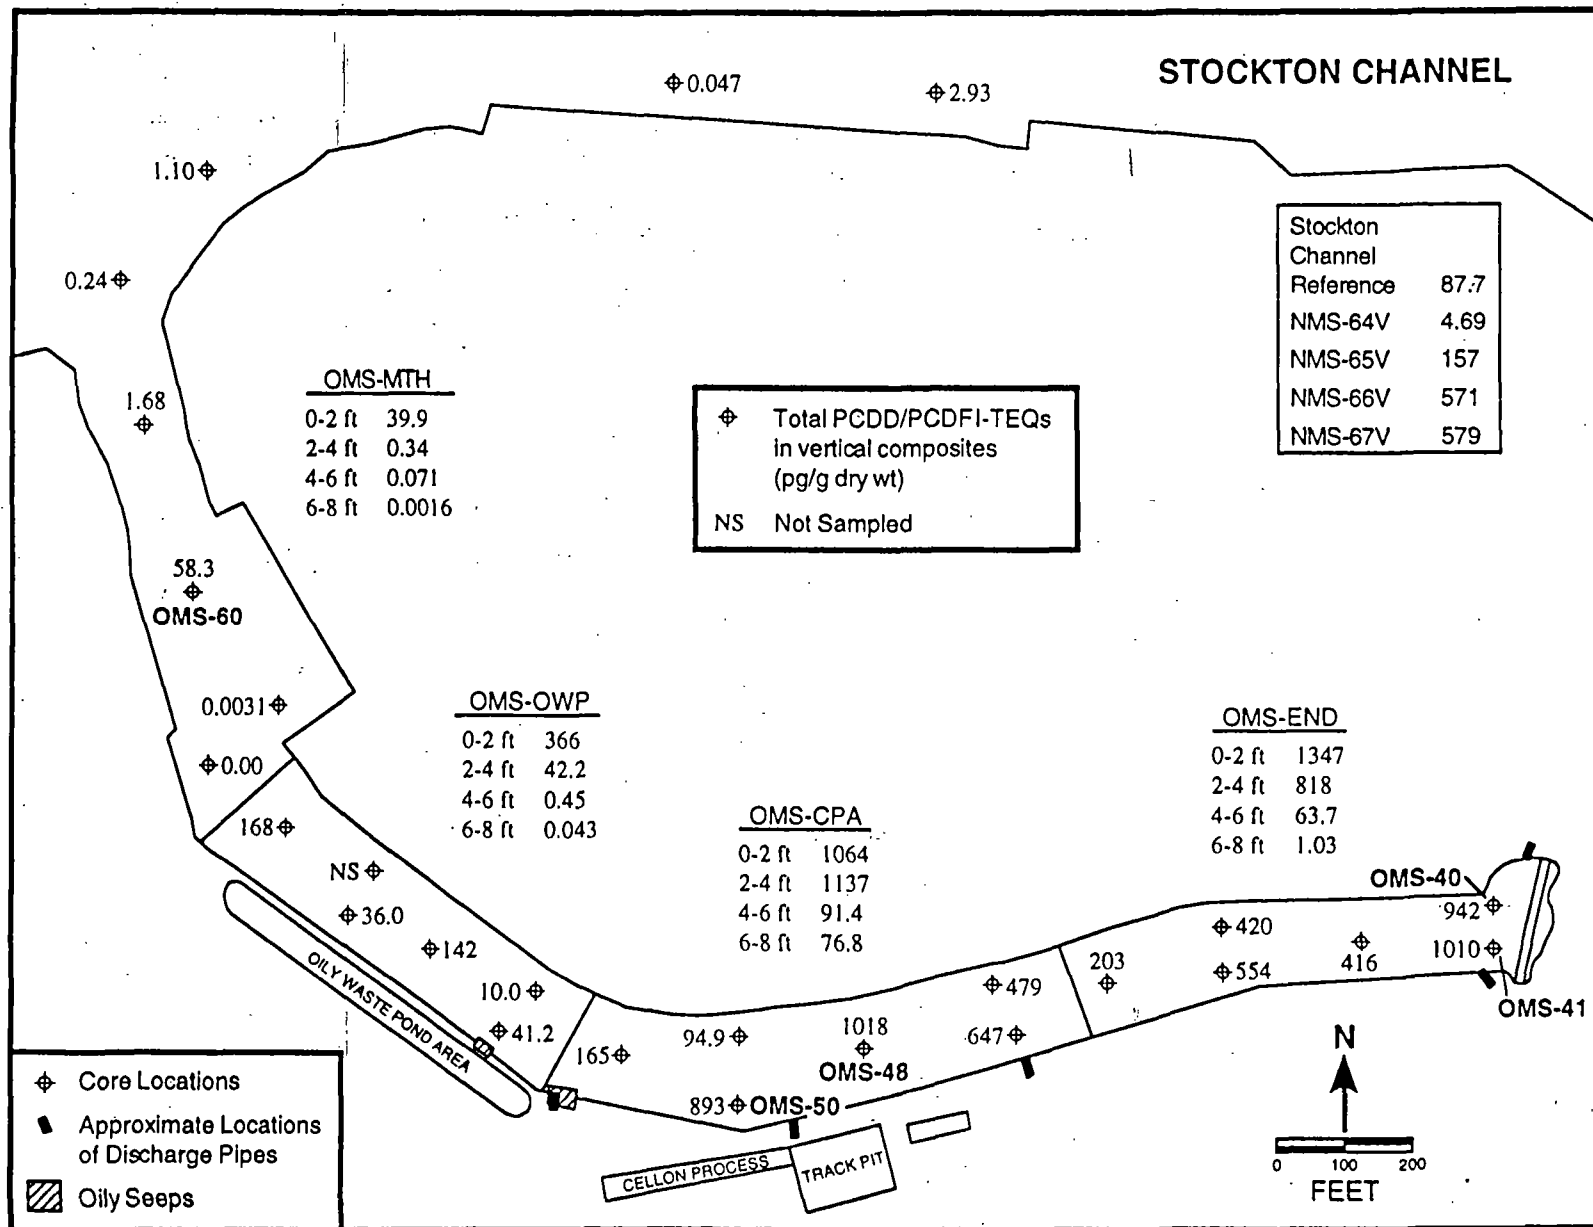 STOCKTON CHANNEL
0.047
2.93
1.10
0.24
1.68
Stockton
Channel
Reference 87.7
NMS-64V 4.69
NMS-65V 157
NMS-66V 571
NMS-67V 579
OMS-MTH
0-2 ft 39.9
2-4 ft 0.34
4-6 ft 0.071
6-8 ft 0.0016
Total PCDD/PCDFI-TEQs
in vertical composites
(pg/g dry wt)
NS Not Sampled
58.3
OMS-60
0.0031
0.00
OMS-OWP
0-2 ft 366
2-4 ft 42.2
4-6 ft 0.45
6-8 ft 0.043
OMS-CPA
0-2 ft 1064
2-4 ft 1137
4-6 ft 91.4
6-8 ft 76.8
OMS-END
0-2 ft 1347
2-4 ft 818
4-6 ft 63.7
6-8 ft 1.03
168
NS
36.0
142
10.0
41.2
OILY WASTE POND AREA
165
94.9
893
OMS-50
1018
OMS-48
479
647
203
420
554
416
OMS-40
942
1010
OMS-41
CELLON PROCESS
TRACK PIT
N
0 100 200
FEET
Core Locations
Approximate Locations
of Discharge Pipes
Oily Seeps